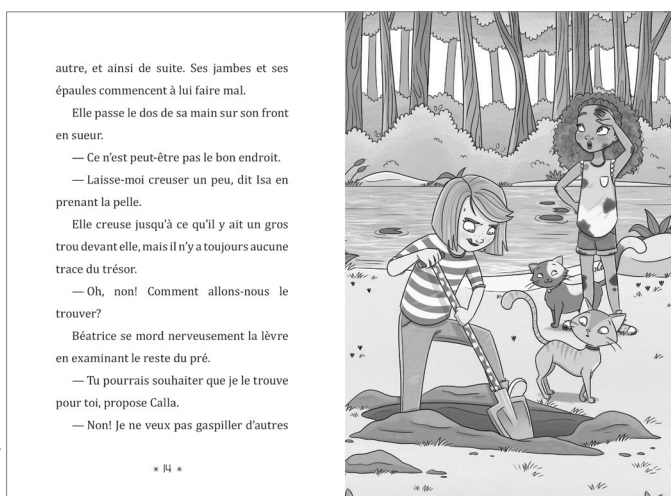 autre, et ainsi de suite. Ses jambes et ses
épaules commencent à lui faire mal.
Elle passe le dos de sa main sur son front
en sueur.
— Ce n'est peut-être pas le bon endroit.
— Laisse-moi creuser un peu, dit Isa en
prenant la pelle.
Elle creuse jusqu'à ce qu'il y ait un gros
trou devant elle, mais il n'y a toujours aucune
trace du trésor.
— Oh, non! Comment allons-nous le
trouver?
Béatrice se mord nerveusement la lèvre
en examinant le reste du pré.
— Tu pourrais souhaiter que je le trouve
pour toi, propose Calla.
— Non! Je ne veux pas gaspiller d'autres
* 14 *